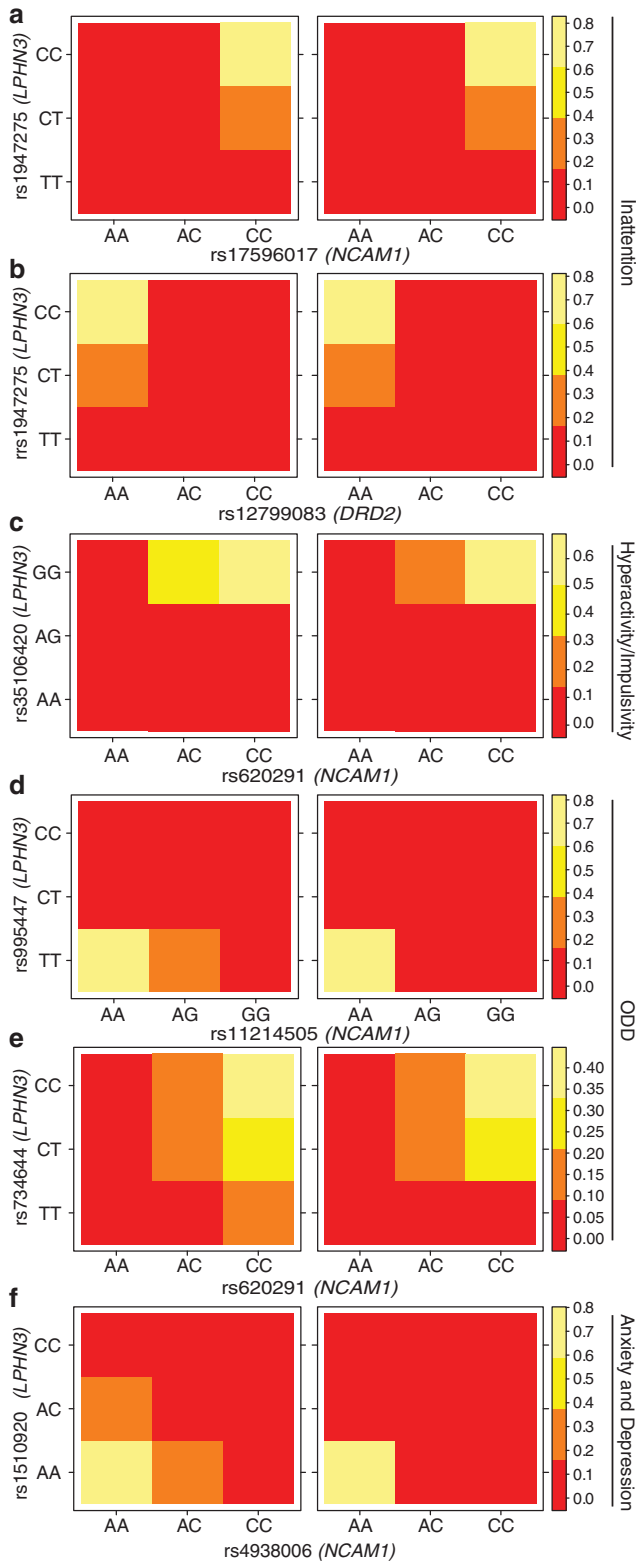 a
rs1947275 (LPHN3)
CC
CT
TT
AA AC CC
AA AC CC
rs17596017 (NCAM1)
0.8
0.7
0.6
0.5
0.4
0.3
0.2
0.1
0.0
b
rrs1947275 (LPHN3)
CC
CT
TT
AA AC CC
AA AC CC
rs12799083 (DRD2)
0.8
0.7
0.6
0.5
0.4
0.3
0.2
0.1
0.0
Inattention
c
rs35106420 (LPHN3)
GG
AG
AA
AA AC CC
AA AC CC
rs620291 (NCAM1)
0.6
0.5
0.4
0.3
0.2
0.1
0.0
Hyperactivity/Impulsivity
d
rs995447 (LPHN3)
CC
CT
TT
AA AG GG
AA AG GG
rs11214505 (NCAM1)
0.8
0.7
0.6
0.5
0.4
0.3
0.2
0.1
0.0
ODD
e
rs734644 (LPHN3)
CC
CT
TT
AA AC CC
AA AC CC
rs620291 (NCAM1)
0.40
0.35
0.30
0.25
0.20
0.10
0.05
0.00
f
rs1510920 (LPHN3)
CC
AC
AA
AA AC CC
AA AC CC
rs4938006 (NCAM1)
0.8
0.7
0.6
0.5
0.4
0.3
0.2
0.1
0.0
Anxiety and Depression